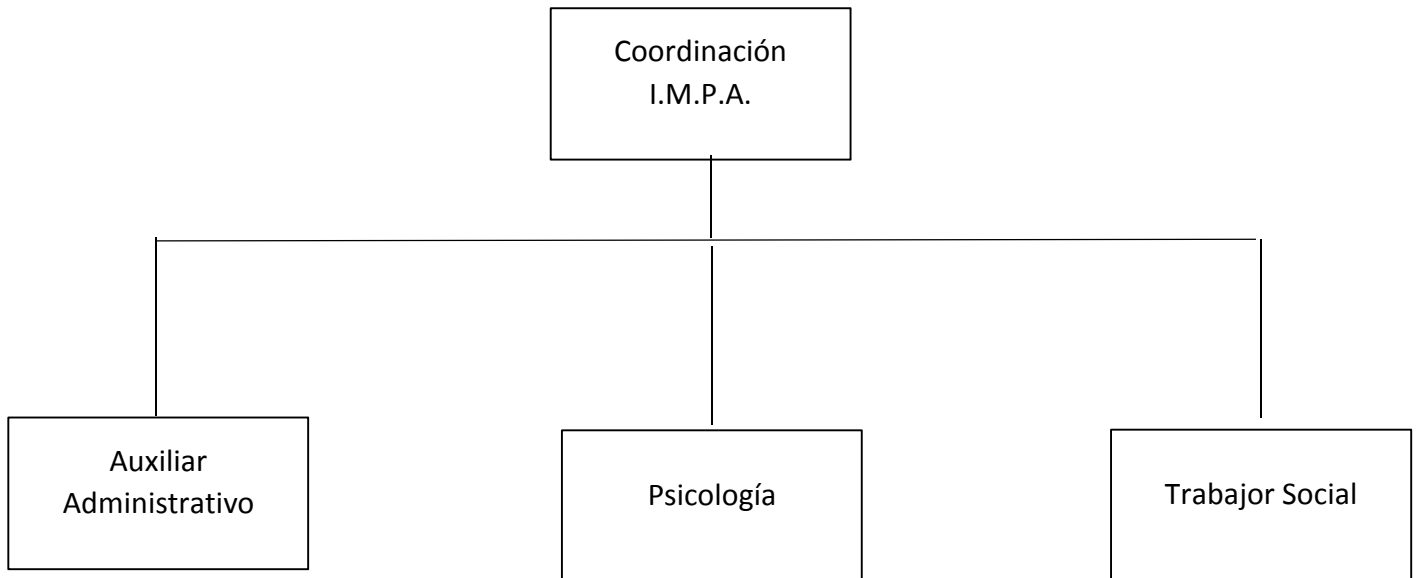 Coordinación
I.M.P.A.
Auxiliar
Administrativo
Psicología
Trabajor Social